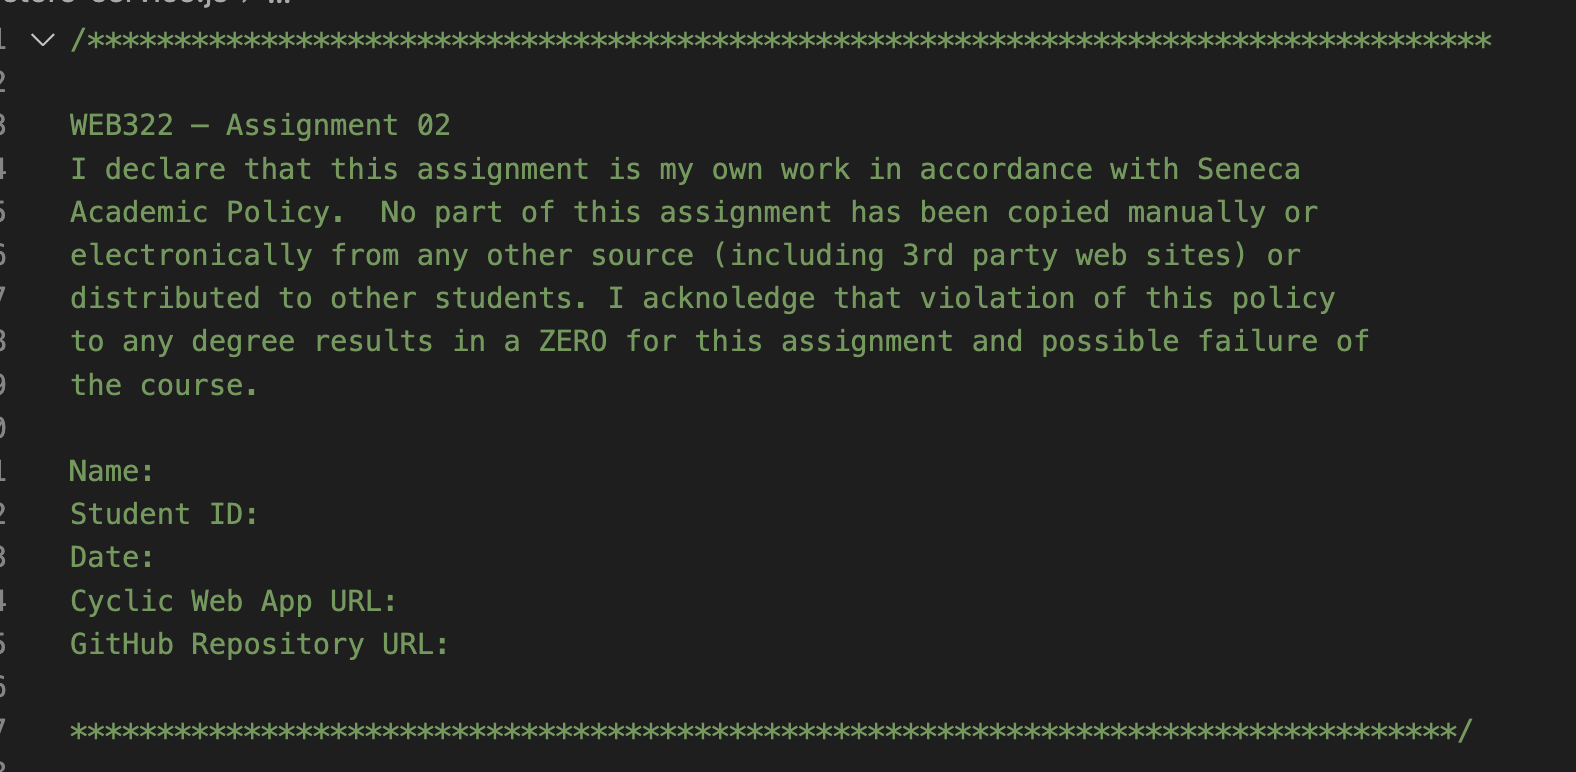 /*********************************************************************************
WEB322 – Assignment 02
I declare that this assignment is my own work in accordance with Seneca
Academic Policy.  No part of this assignment has been copied manually or
electronically from any other source (including 3rd party web sites) or
distributed to other students. I acknoledge that violation of this policy
to any degree results in a ZERO for this assignment and possible failure of
the course.
Name:
Student ID:
Date:
Cyclic Web App URL:
GitHub Repository URL:
********************************************************************************/